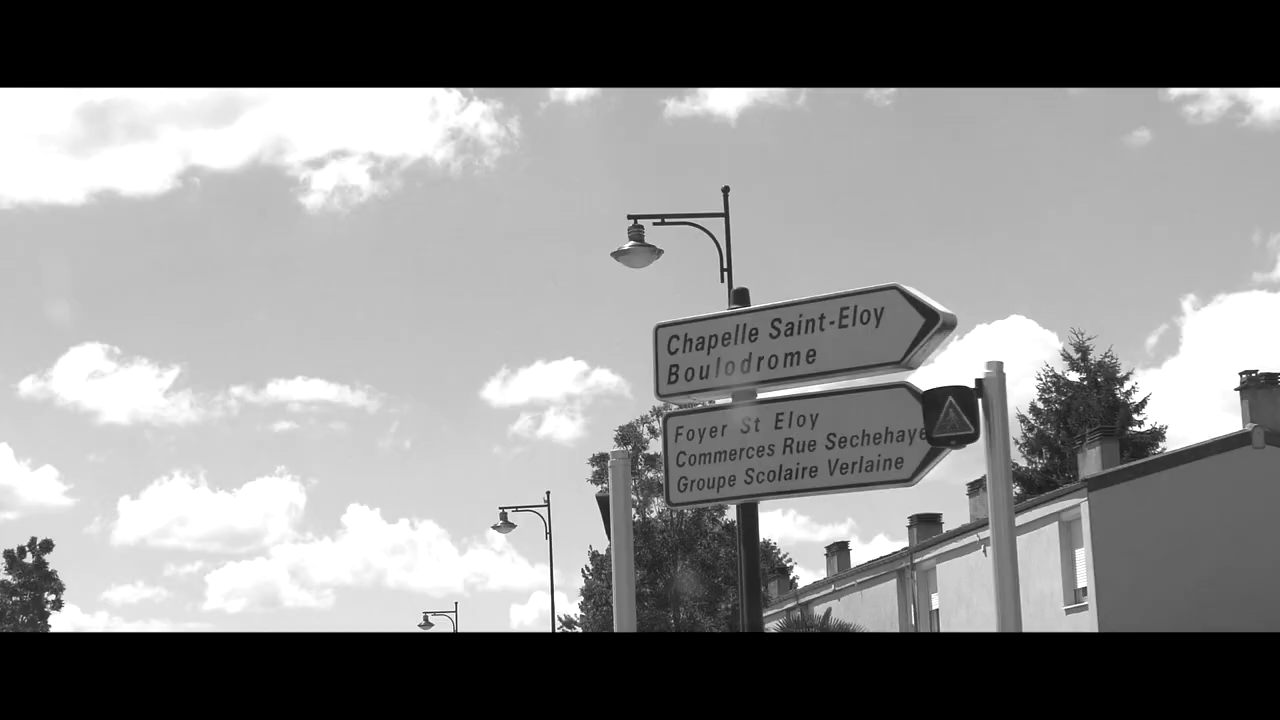 Chapelle Saint-Eloy
Boulodrome
Foyer St Eloy
Commerces Rue Sechehaye
Groupe Scolaire Verlaine